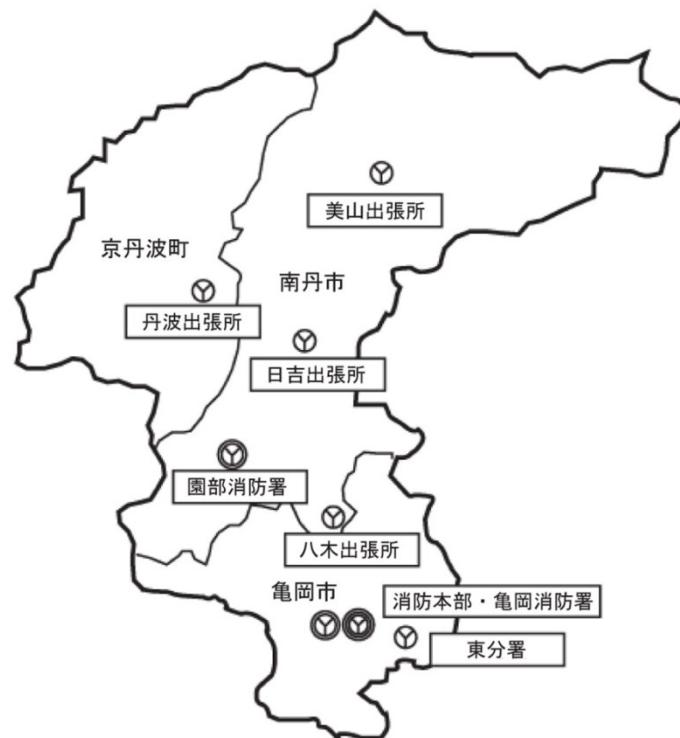 美山出張所
京丹波町
南丹市
丹波出張所
日吉出張所
園部消防署
八木出張所
亀岡市
消防本部・亀岡消防署
東分署